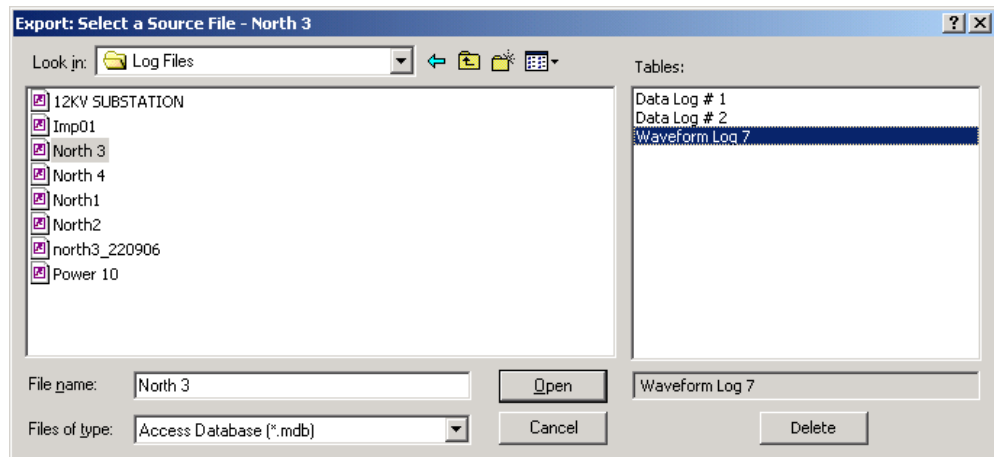 Export: Select a Source File - North 3
Look in: Log Files
Tables:
12KV SUBSTATION
Imp01
North 3
North 4
North1
North2
north3_220906
Power 10
Data Log # 1
Data Log # 2
Waveform Log 7
File name: North 3
Open
Waveform Log 7
Files of type: Access Database (*.mdb)
Cancel
Delete